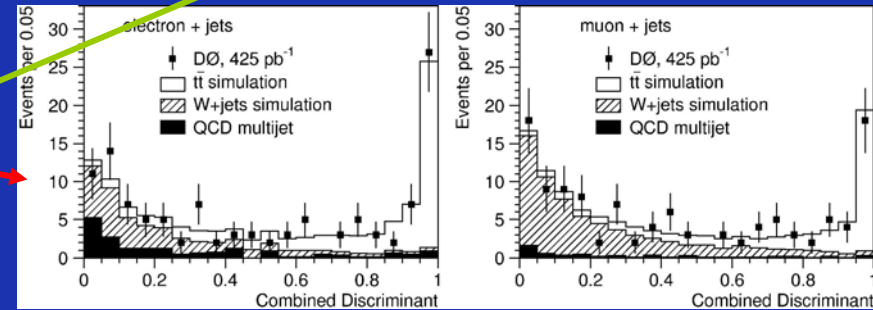 Events per 0.05
30
25
20
15
10
5
0
electron + jets
DØ, 425 pb⁻¹
tt̄ simulation
W+jets simulation
QCD multijet
0 0.2 0.4 0.6 0.8 1
Combined Discriminant
Events per 0.05
30
25
20
15
10
5
0
muon + jets
DØ, 425 pb⁻¹
tt̄ simulation
W+jets simulation
QCD multijet
0 0.2 0.4 0.6 0.8 1
Combined Discriminant